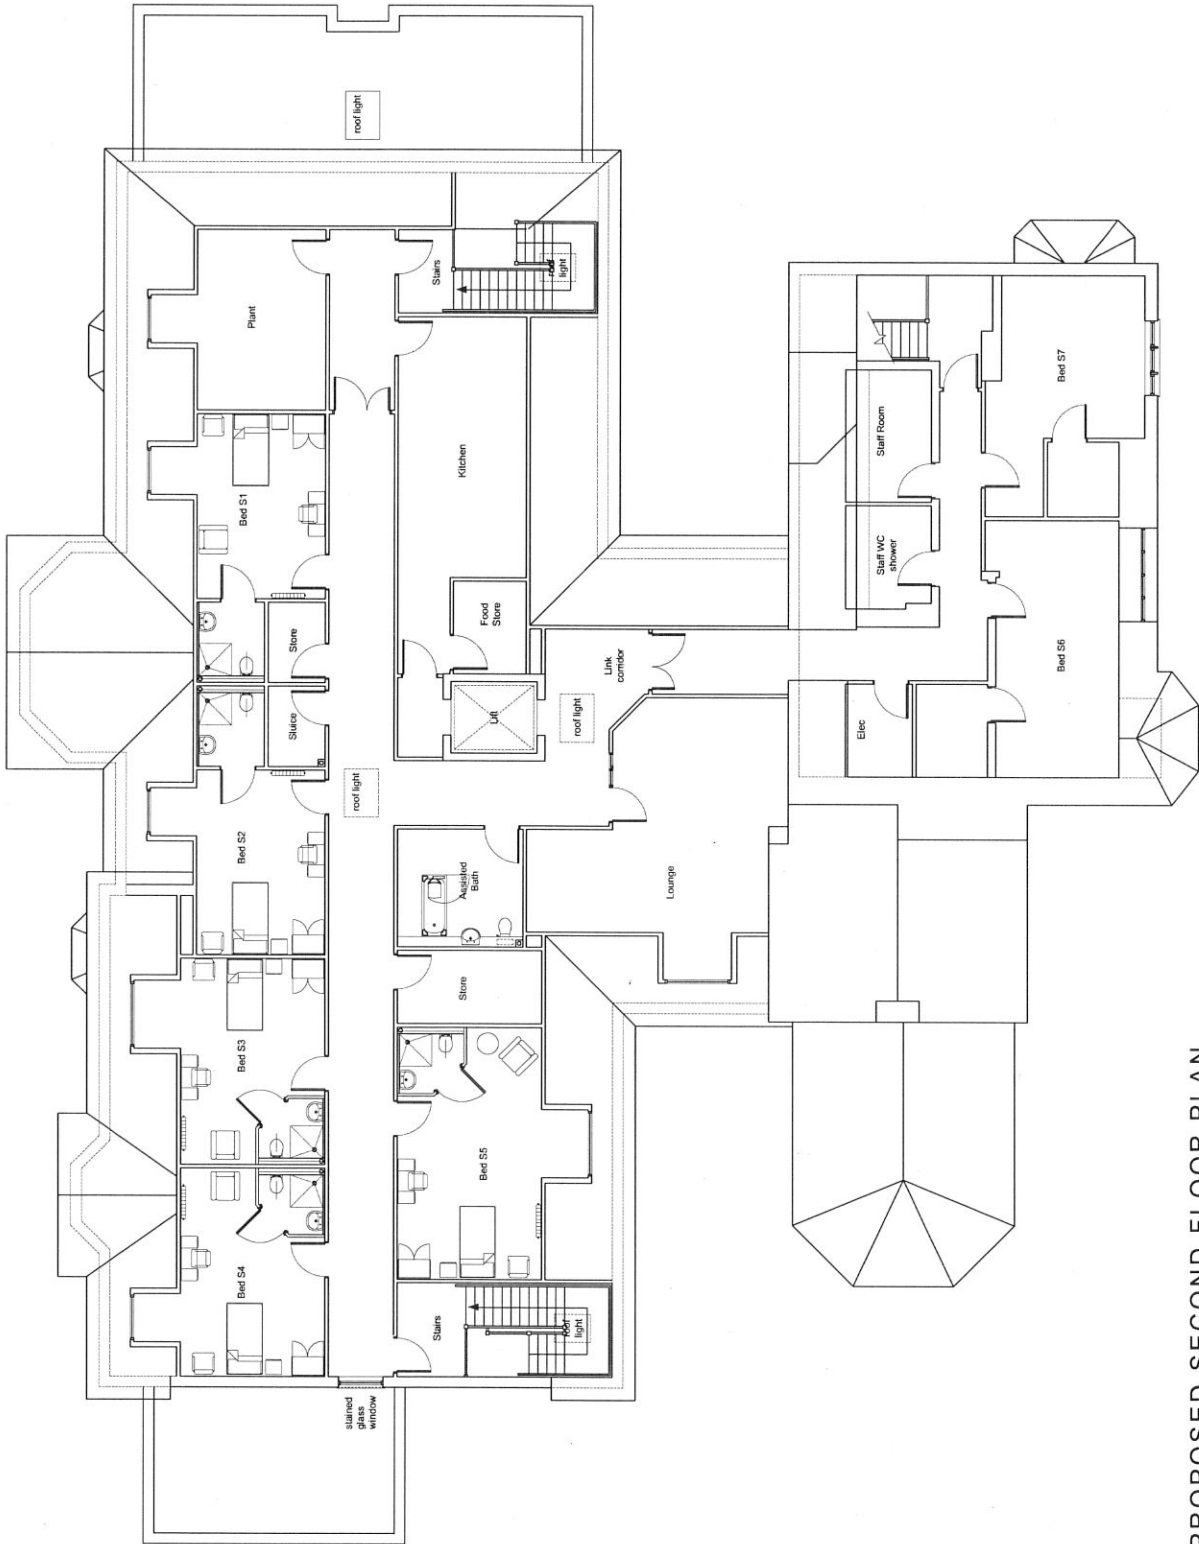 stained
glass
window
Bed S4
Bed S3
Bed S2
Bed S1
Plant
Sluice
Store
roof light
roof light
Stairs
roof
light
Bed S5
Store
Assisted
Bath
Lift
Food
Store
Kitchen
Stairs
roof
light
Lounge
roof light
Link
corridor
Elec
Staff WC
shower
Staff Room
Bed S6
Bed S7
PROPOSED SECOND FLOOR PLAN